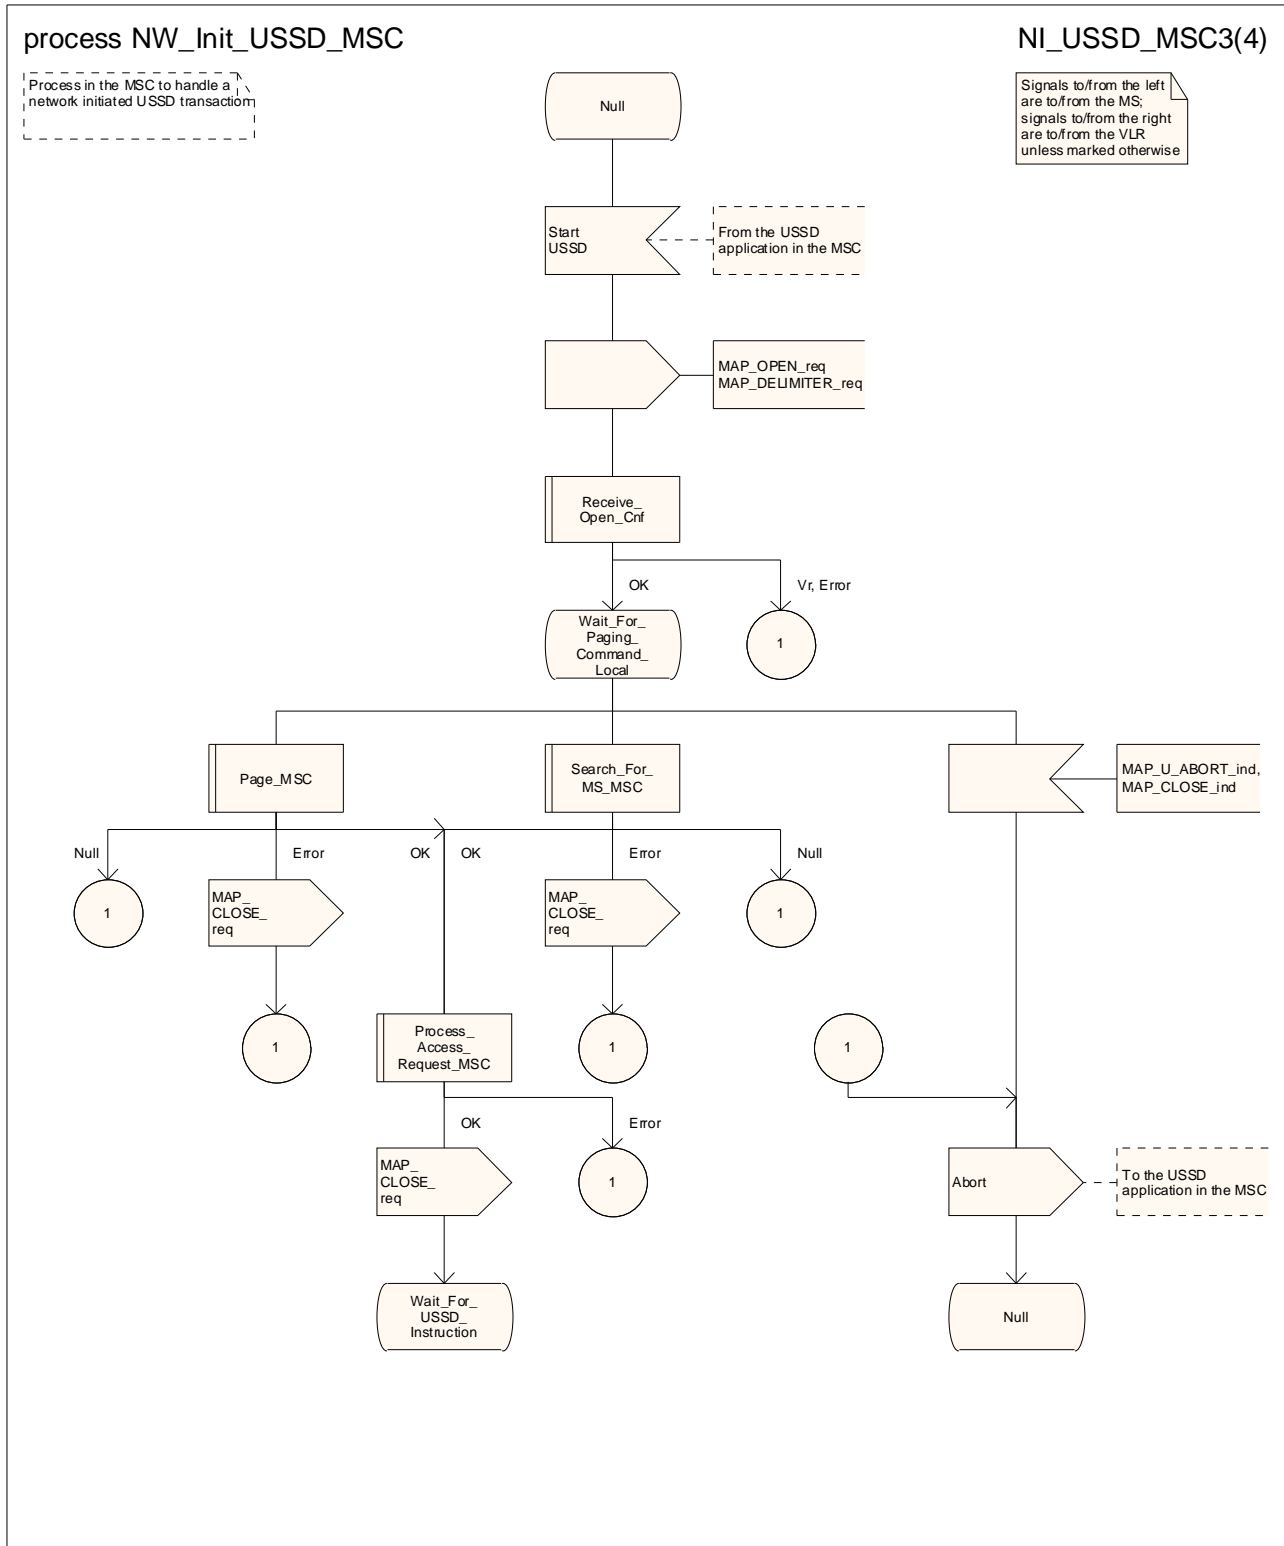 process NW_Init_USSD_MSC
NI_USSD_MSC3(4)
Process in the MSC to handle a
network initiated USSD transaction
Signals to/from the left
are to/from the MS;
signals to/from the right
are to/from the VLR
unless marked otherwise
Null
Start
USSD
From the USSD
application in the MSC
MAP_OPEN_req
MAP_DELIMITER_req
Receive_
Open_Cnf
OK
Vr, Error
Wait_For_
Paging_
Command_
Local
1
Page_MSC
Search_For_
MS_MSC
MAP_U_ABORT_ind,
MAP_CLOSE_ind
Null
Error
OK
OK
Error
Null
1
MAP_
CLOSE_
req
MAP_
CLOSE_
req
1
1
Process_
Access_
Request_MSC
1
1
OK
Error
MAP_
CLOSE_
req
1
Abort
To the USSD
application in the MSC
Wait_For_
USSD_
Instruction
Null